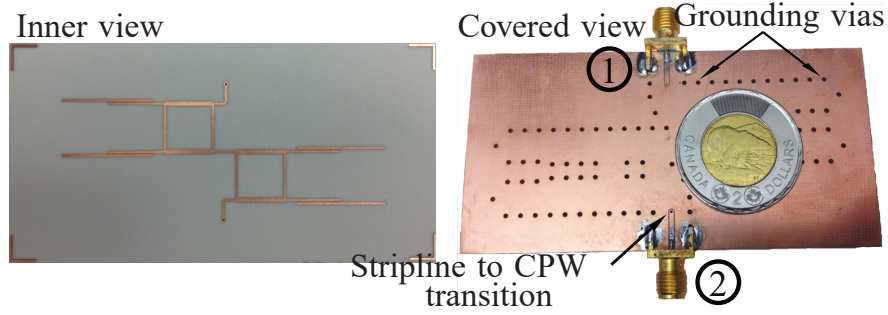 Inner view
Covered view
Grounding vias
1
CANADA
2
DOLLARS
Stripline to CPW
transition
2